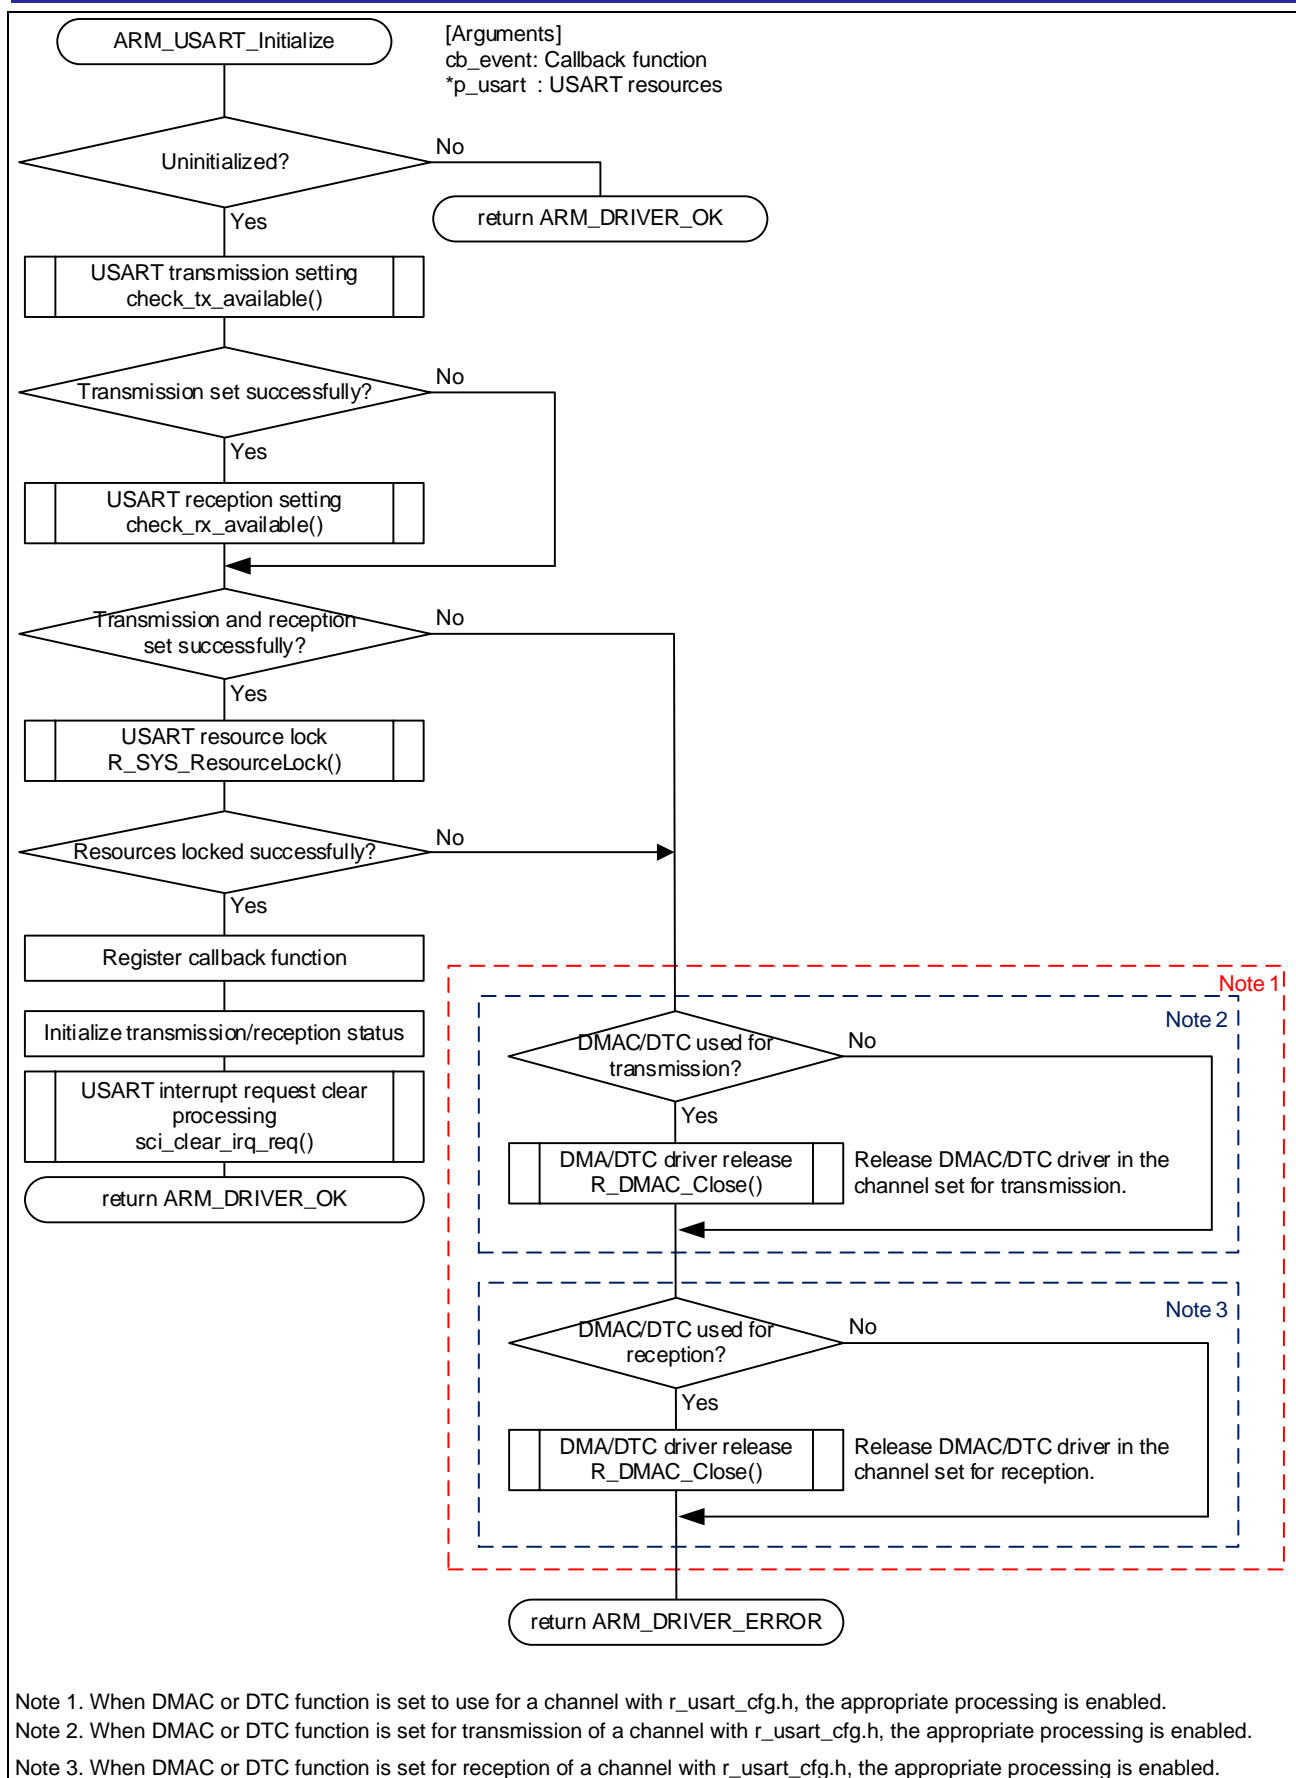 ARM_USART_Initialize
[Arguments]
cb_event: Callback function
*p_usart : USART resources
Uninitialized?
No
return ARM_DRIVER_OK
Yes
USART transmission setting
check_tx_available()
Transmission set successfully?
No
Yes
USART reception setting
check_rx_available()
Transmission and reception
set successfully?
No
Yes
USART resource lock
R_SYS_ResourceLock()
Resources locked successfully?
No
Yes
Register callback function
Initialize transmission/reception status
USART interrupt request clear
processing
sci_clear_irq_req()
return ARM_DRIVER_OK
Note 1
Note 2
DMAC/DTC used for
transmission?
No
Yes
DMA/DTC driver release
R_DMAC_Close()
Release DMAC/DTC driver in the
channel set for transmission.
Note 3
DMAC/DTC used for
reception?
No
Yes
DMA/DTC driver release
R_DMAC_Close()
Release DMAC/DTC driver in the
channel set for reception.
return ARM_DRIVER_ERROR
Note 1. When DMAC or DTC function is set to use for a channel with r_usart_cfg.h, the appropriate processing is enabled.
Note 2. When DMAC or DTC function is set for transmission of a channel with r_usart_cfg.h, the appropriate processing is enabled.
Note 3. When DMAC or DTC function is set for reception of a channel with r_usart_cfg.h, the appropriate processing is enabled.